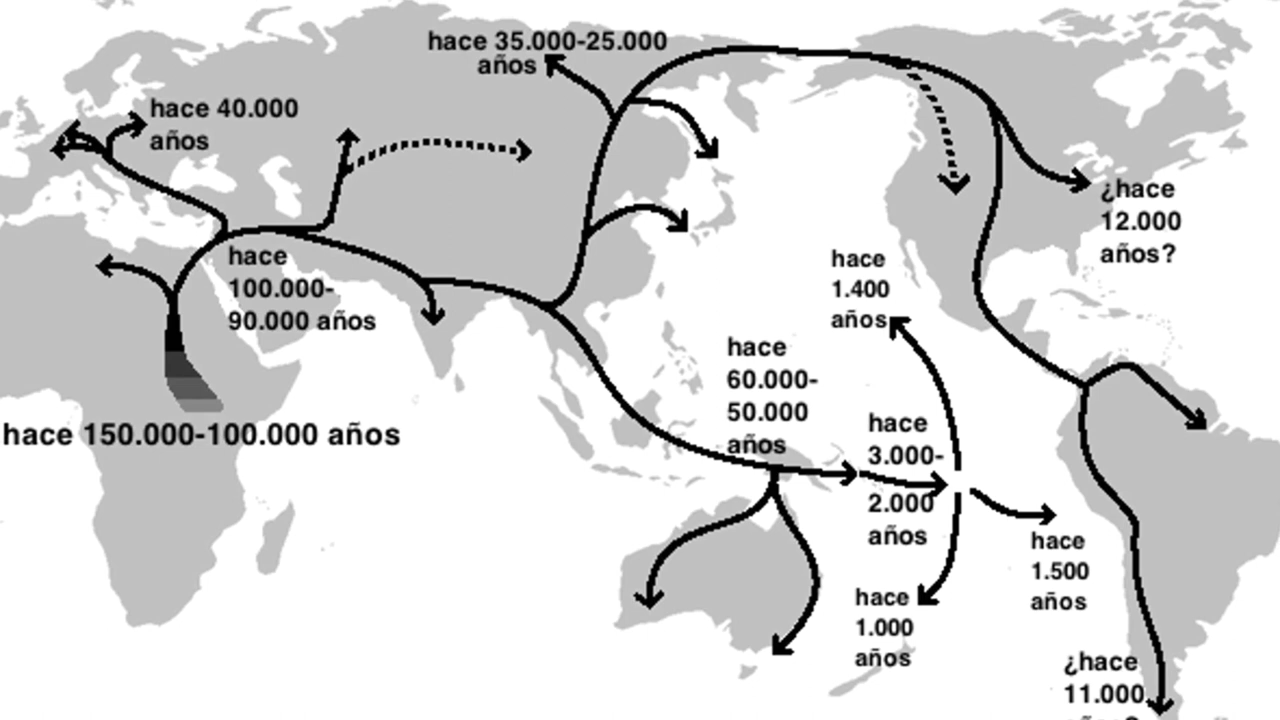 hace 35.000-25.000
años
hace 40.000
años
hace
100.000-
90.000 años
hace 150.000-100.000 años
¿hace
12.000
años?
hace
1.400
años
hace
60.000-
50.000
años
hace
3.000-
2.000
años
hace
1.500
años
hace
1.000
años
¿hace
11.000
años?